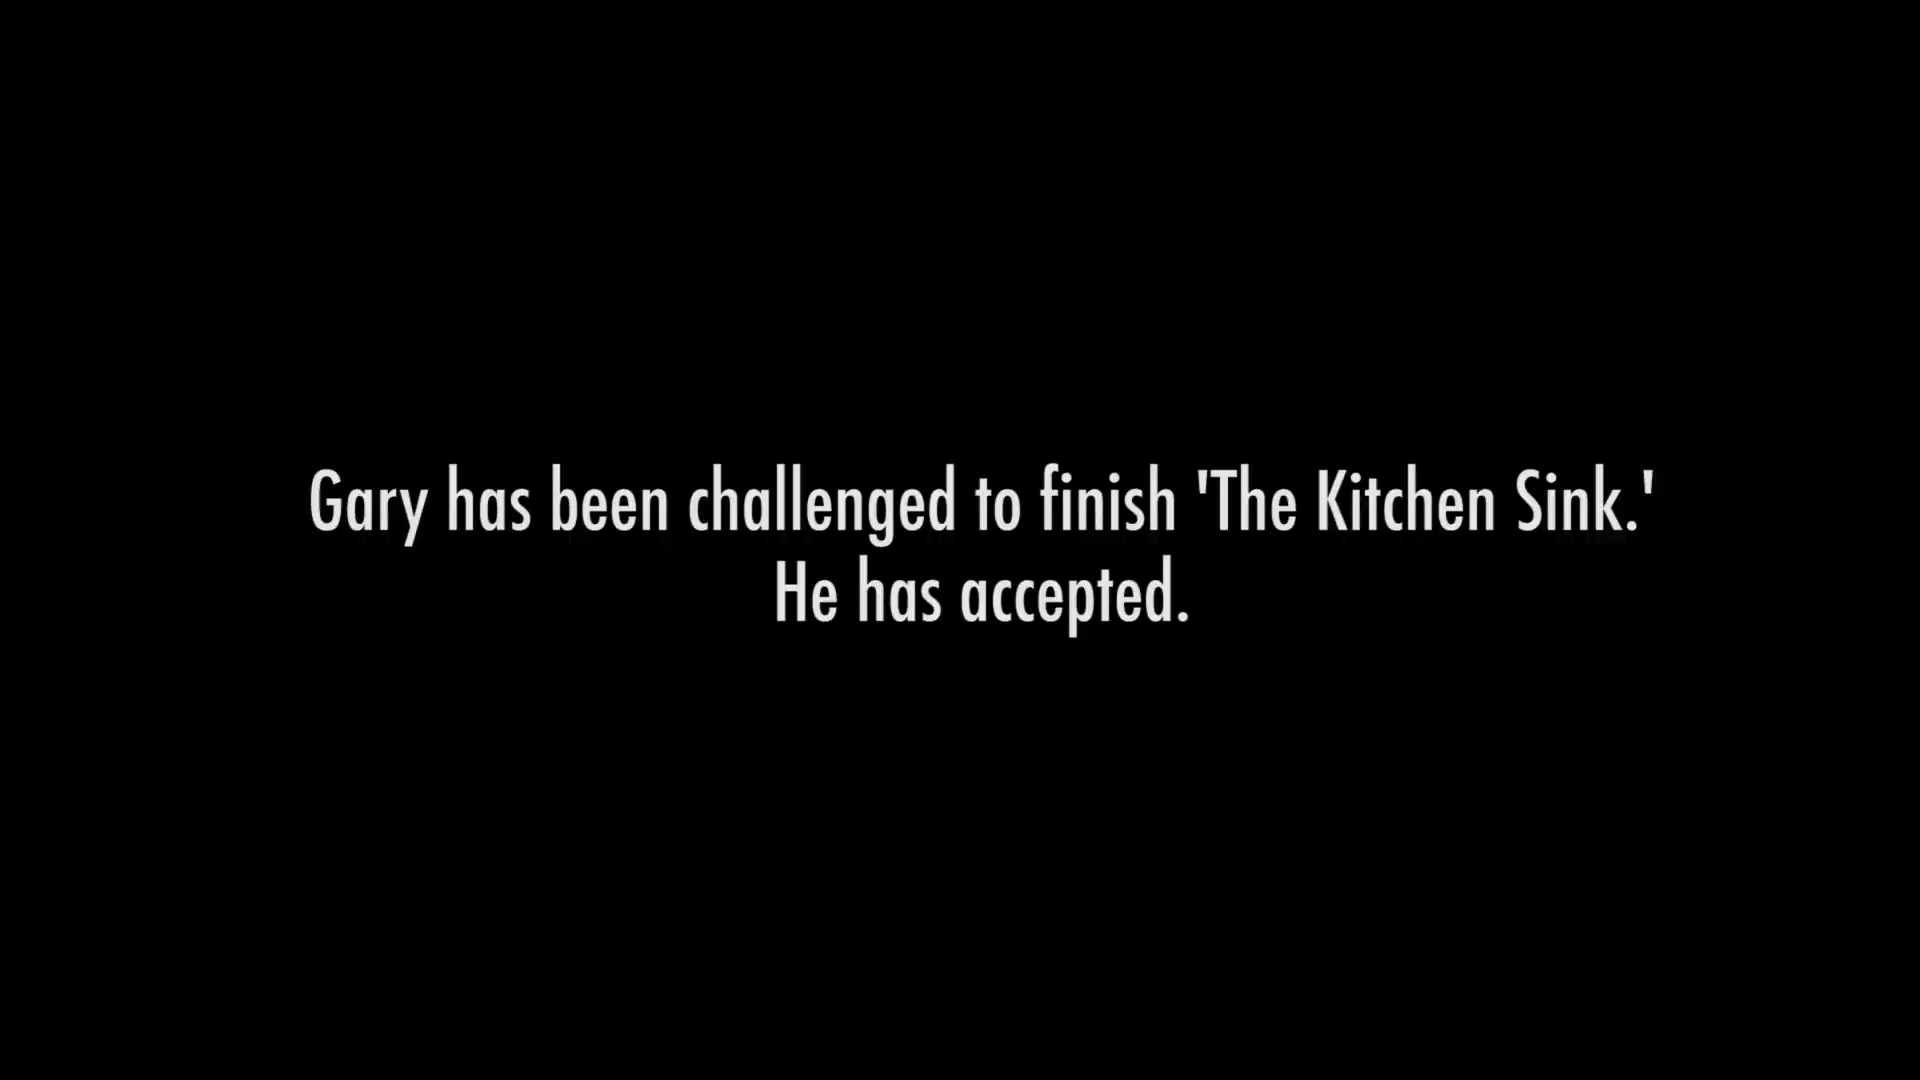 Gary has been challenged to finish 'The Kitchen Sink.'
He has accepted.